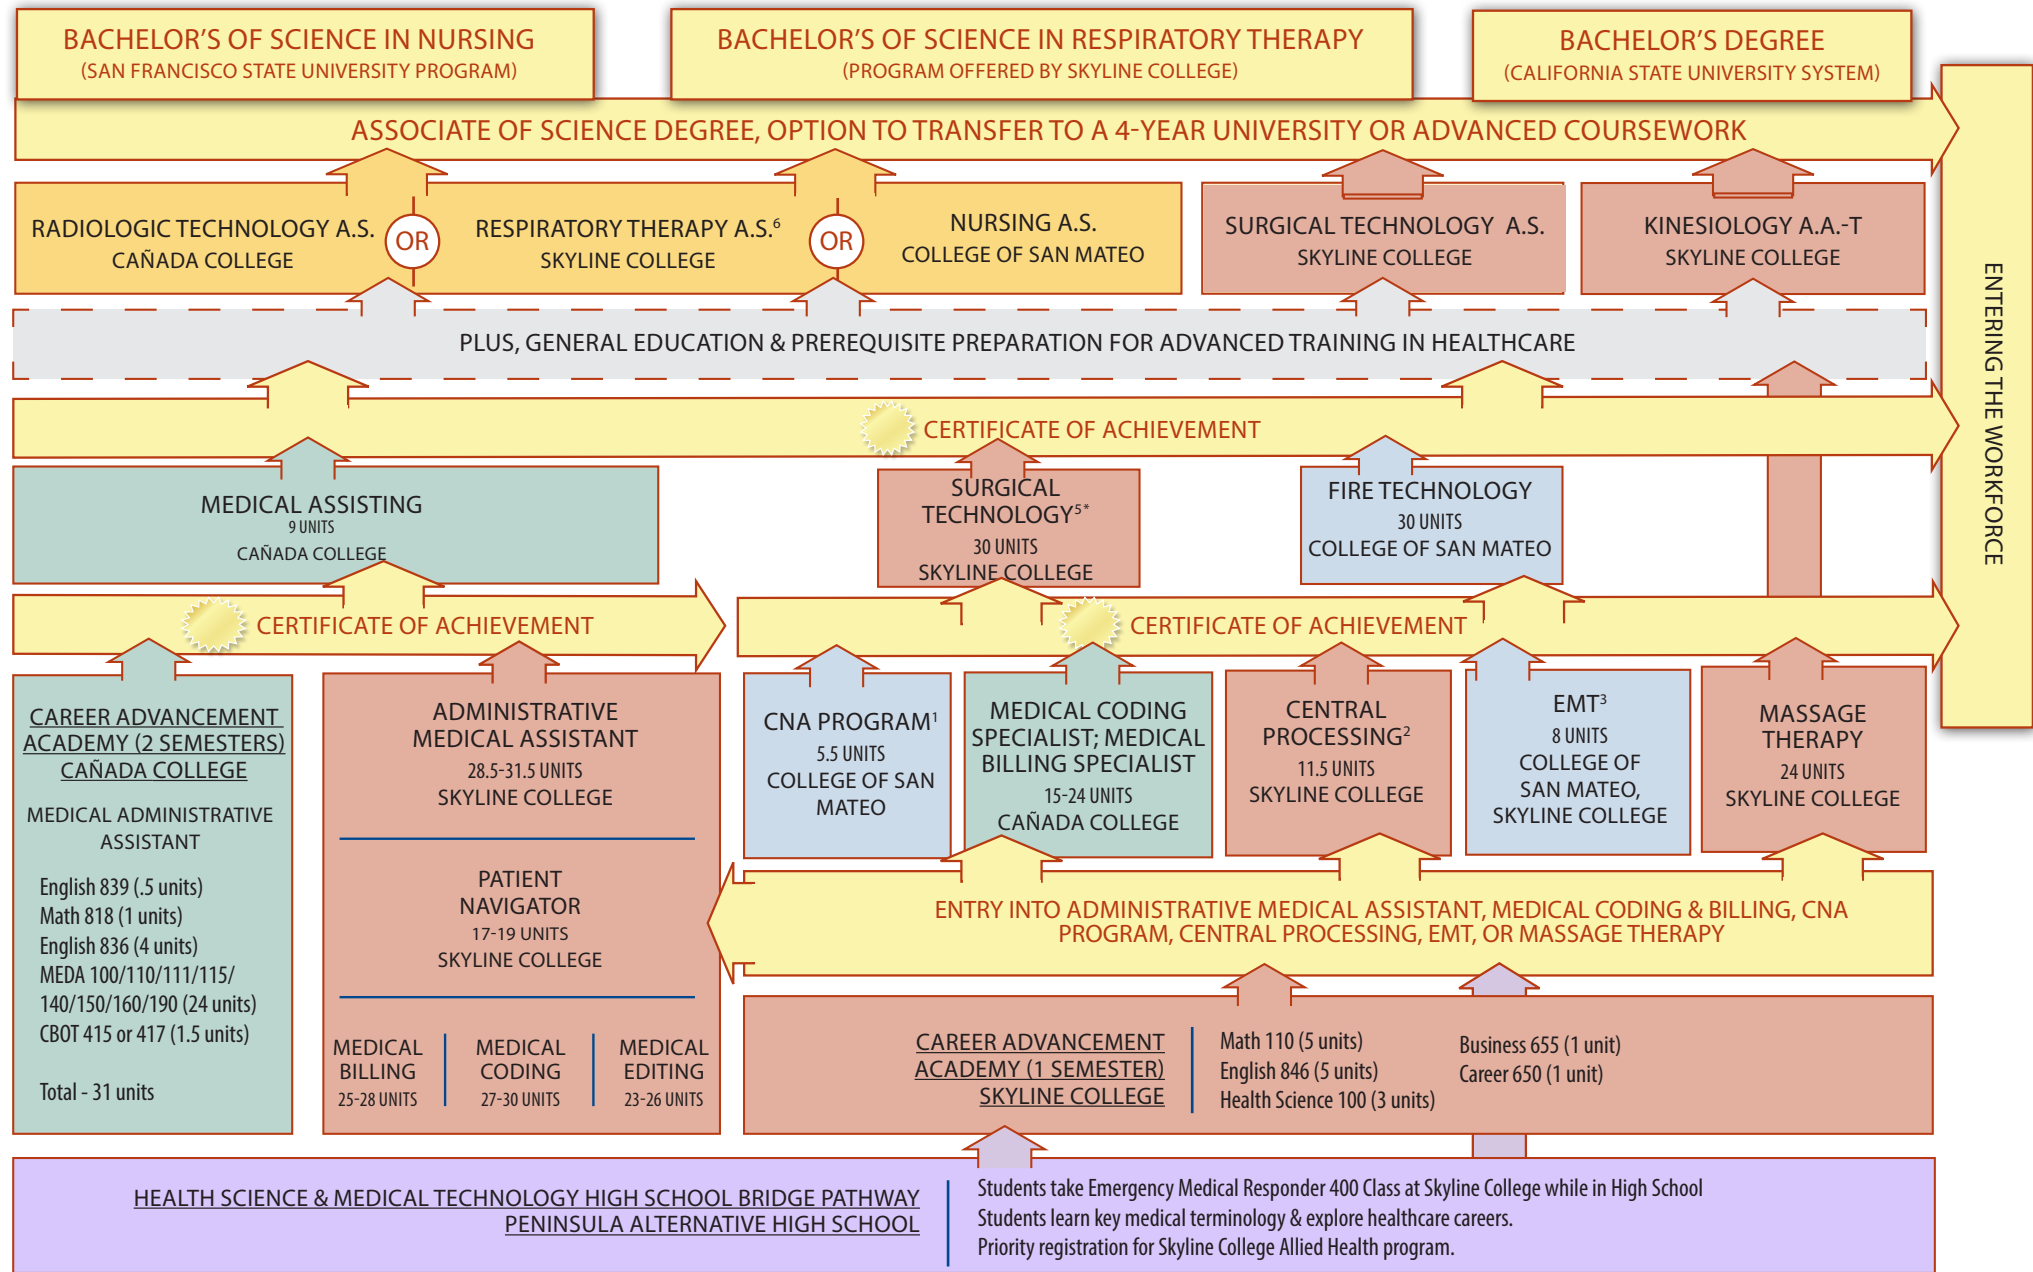 BACHELOR'S OF SCIENCE IN NURSING
(SAN FRANCISCO STATE UNIVERSITY PROGRAM)
BACHELOR'S OF SCIENCE IN RESPIRATORY THERAPY
(PROGRAM OFFERED BY SKYLINE COLLEGE)
BACHELOR'S DEGREE
(CALIFORNIA STATE UNIVERSITY SYSTEM)
ENTERING THE WORKFORCE
ASSOCIATE OF SCIENCE DEGREE, OPTION TO TRANSFER TO A 4-YEAR UNIVERSITY OR ADVANCED COURSEWORK
RADIOLOGIC TECHNOLOGY A.S.
CAÑADA COLLEGE
OR
RESPIRATORY THERAPY A.S.⁶
SKYLINE COLLEGE
OR
NURSING A.S.
COLLEGE OF SAN MATEO
SURGICAL TECHNOLOGY A.S.
SKYLINE COLLEGE
KINESIOLOGY A.A.-T
SKYLINE COLLEGE
PLUS, GENERAL EDUCATION & PREREQUISITE PREPARATION FOR ADVANCED TRAINING IN HEALTHCARE
CERTIFICATE OF ACHIEVEMENT
MEDICAL ASSISTING
9 UNITS
CAÑADA COLLEGE
SURGICAL
TECHNOLOGY⁵*
30 UNITS
SKYLINE COLLEGE
FIRE TECHNOLOGY
30 UNITS
COLLEGE OF SAN MATEO
CERTIFICATE OF ACHIEVEMENT
CERTIFICATE OF ACHIEVEMENT
CAREER ADVANCEMENT
ACADEMY (2 SEMESTERS)
CAÑADA COLLEGE
MEDICAL ADMINISTRATIVE
ASSISTANT
English 839 (.5 units)
Math 818 (1 units)
English 836 (4 units)
MEDA 100/110/111/115/
140/150/160/190 (24 units)
CBOT 415 or 417 (1.5 units)
Total - 31 units
ADMINISTRATIVE
MEDICAL ASSISTANT
28.5-31.5 UNITS
SKYLINE COLLEGE
PATIENT
NAVIGATOR
17-19 UNITS
SKYLINE COLLEGE
MEDICAL
BILLING
25-28 UNITS
MEDICAL
CODING
27-30 UNITS
MEDICAL
EDITING
23-26 UNITS
CNA PROGRAM¹
5.5 UNITS
COLLEGE OF SAN
MATEO
MEDICAL CODING
SPECIALIST; MEDICAL
BILLING SPECIALIST
15-24 UNITS
CAÑADA COLLEGE
CENTRAL
PROCESSING²
11.5 UNITS
SKYLINE COLLEGE
EMT³
8 UNITS
COLLEGE OF
SAN MATEO,
SKYLINE COLLEGE
MASSAGE
THERAPY
24 UNITS
SKYLINE COLLEGE
ENTRY INTO ADMINISTRATIVE MEDICAL ASSISTANT, MEDICAL CODING & BILLING, CNA
PROGRAM, CENTRAL PROCESSING, EMT, OR MASSAGE THERAPY
CAREER ADVANCEMENT
ACADEMY (1 SEMESTER)
SKYLINE COLLEGE
Math 110 (5 units)
English 846 (5 units)
Health Science 100 (3 units)
Business 655 (1 unit)
Career 650 (1 unit)
HEALTH SCIENCE & MEDICAL TECHNOLOGY HIGH SCHOOL BRIDGE PATHWAY
PENINSULA ALTERNATIVE HIGH SCHOOL
Students take Emergency Medical Responder 400 Class at Skyline College while in High School
Students learn key medical terminology & explore healthcare careers.
Priority registration for Skyline College Allied Health program.